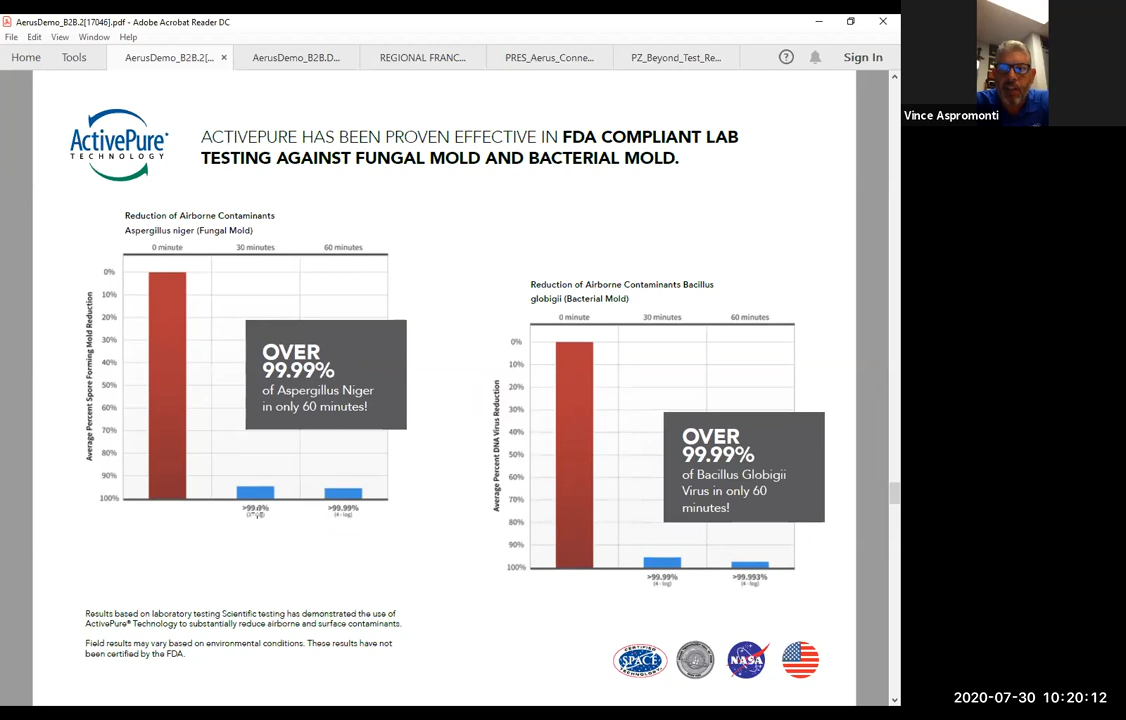 AerusDemo_B2B.2[17046].pdf - Adobe Acrobat Reader DC
File Edit View Window Help
Home Tools AerusDemo_B2B.2[... × AerusDemo_B2B.D... REGIONAL FRANC... PRES_Aerus_Conne... PZ_Beyond_Test_Re... Sign In
Vince Aspromonti
ActivePure®
TECHNOLOGY
ACTIVEPURE HAS BEEN PROVEN EFFECTIVE IN FDA COMPLIANT LAB
TESTING AGAINST FUNGAL MOLD AND BACTERIAL MOLD.
Reduction of Airborne Contaminants
Aspergillus niger (Fungal Mold)
0 minute 30 minutes 60 minutes
Average Percent Spore Forming Mold Reduction
0%
10%
20%
30%
40%
50%
60%
70%
80%
90%
100%
OVER
99.99%
of Aspergillus Niger
in only 60 minutes!
>99.99%
(4 - log)
Reduction of Airborne Contaminants Bacillus
globigii (Bacterial Mold)
0 minute 30 minutes 60 minutes
Average Percent DNA Virus Reduction
0%
10%
20%
30%
40%
50%
60%
70%
80%
90%
100%
OVER
99.99%
of Bacillus Globigii
Virus in only 60
minutes!
>99.99% >99.993%
(4 - log) (4 - log)
Results based on laboratory testing Scientific testing has demonstrated the use of
ActivePure® Technology to substantially reduce airborne and surface contaminants.
Field results may vary based on environmental conditions. These results have not
been certified by the FDA.
CERTIFIED
SPACE
TECHNOLOGY
NASA
2020-07-30 10:20:12